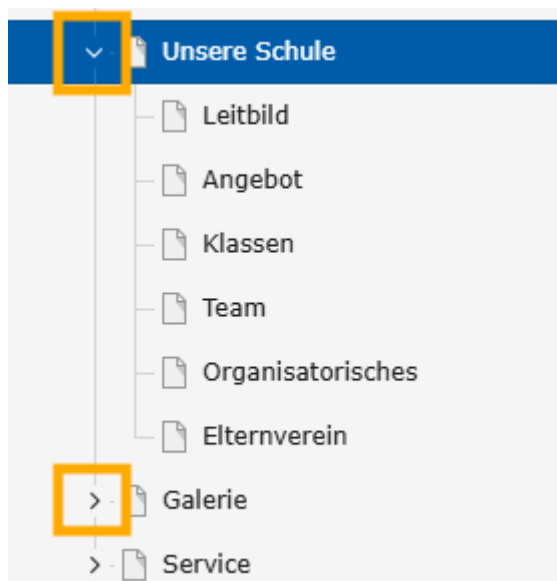 Unsere Schule
Leitbild
Angebot
Klassen
Team
Organisatorisches
Elternverein
Galerie
Service